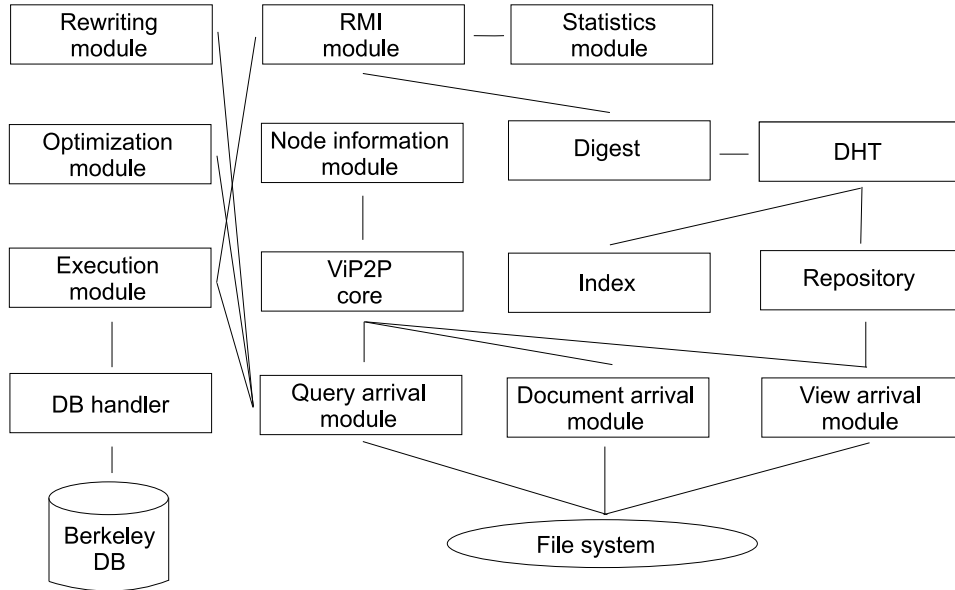 Rewriting
module
RMI
module
Statistics
module
Optimization
module
Node information
module
Digest
DHT
Execution
module
ViP2P
core
Index
Repository
DB handler
Query arrival
module
Document arrival
module
View arrival
module
Berkeley
DB
File system